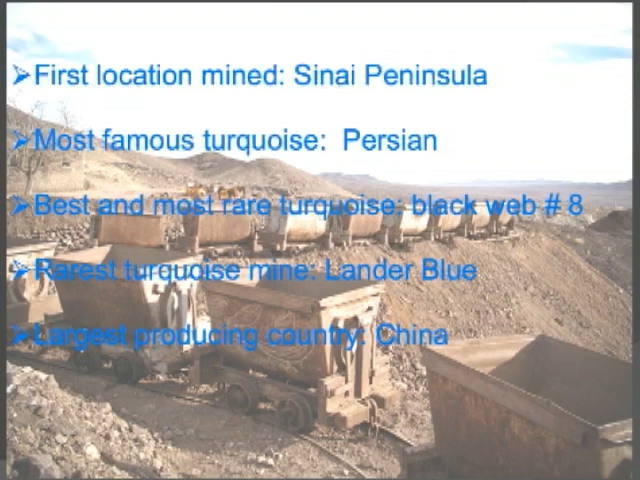 ➢First location mined: Sinai Peninsula
➢Most famous turquoise:  Persian
➢Best and most rare turquoise: black web # 8
➢Rarest turquoise mine: Lander Blue
➢Largest producing country: China